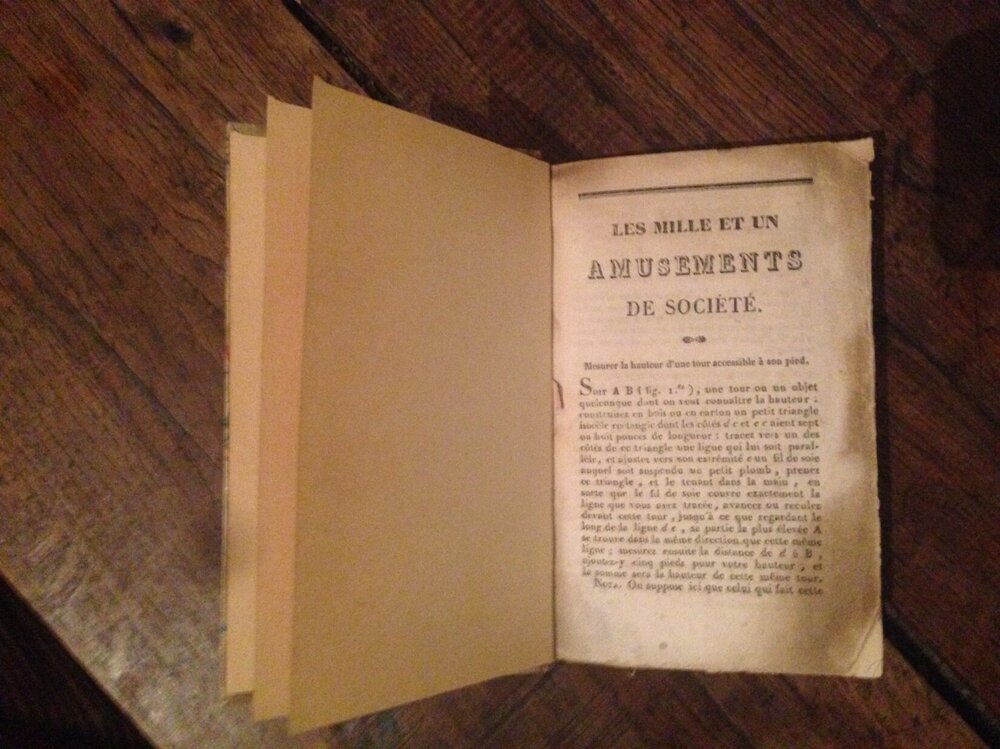 LES MILLE ET UN
AMUSEMENTS
DE SOCIÉTÉ.
Mesurer la hauteur d'une tour accessible à son pied.
Soit A B ( fig. 1.re ), une tour ou un objet
quelconque dont on veut connaître la hauteur :
construisez en bois ou en carton un petit triangle
isocèle rectangle dont les côtés d c et e c aient sept
ou huit pouces de longueur : tracez vers un des
côtés de ce triangle une ligne qui lui soit paral-
lèle, et ajustez vers son extrémité e un fil de soie
auquel soit suspendu un petit plomb, prenez
ce triangle, et le tenant dans la main, en
sorte que le fil de soie couvre exactement la
ligne que vous avez tracée, avancez ou reculez
devant cette tour, jusqu'à ce que regardant le
long de la ligne d e, sa partie la plus élevée A
se trouve dans la même direction que cette même
ligne ; mesurez ensuite la distance de d à B,
ajoutez-y cinq pieds pour votre hauteur, et
la somme sera la hauteur de cette même tour.
Nota. On suppose ici que celui qui fait cette